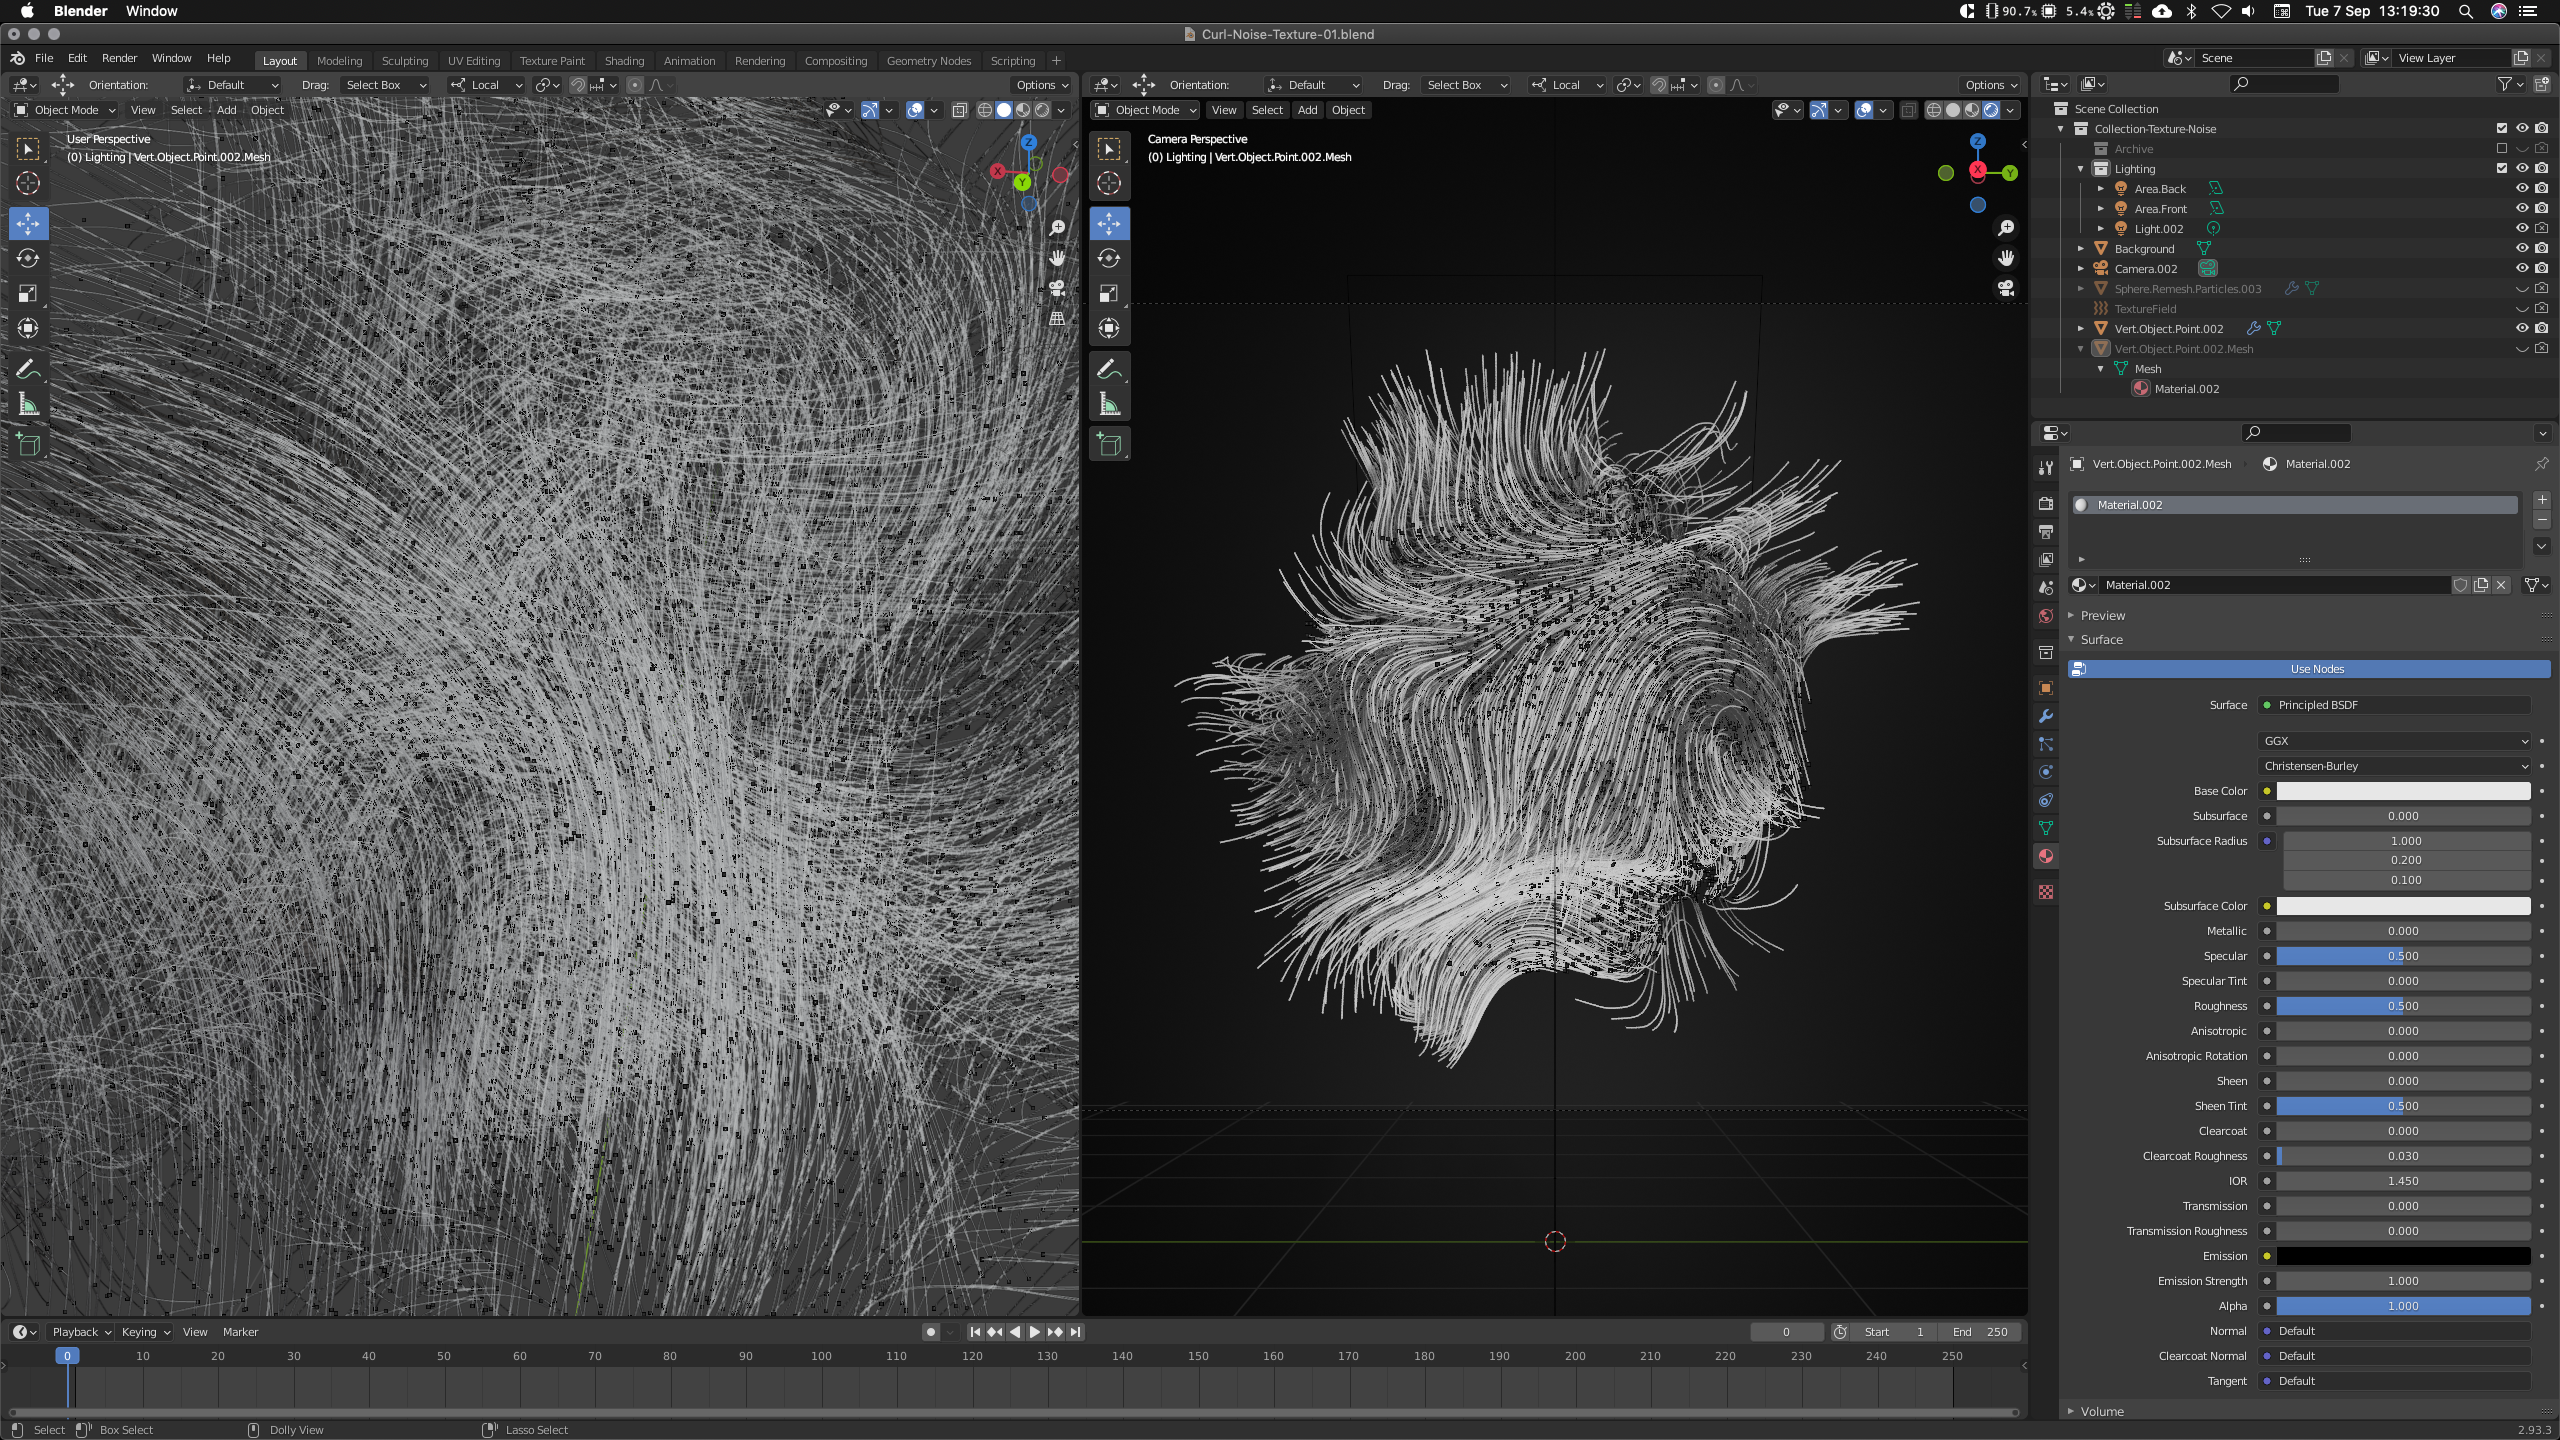 Blender Window 90.7% 5.4% Tue 7 Sep 13:19:30
Curl-Noise-Texture-01.blend
File Edit Render Window Help Layout Modeling Sculpting UV Editing Texture Paint Shading Animation Rendering Compositing Geometry Nodes Scripting + Scene View Layer
Orientation: Default Drag: Select Box Local Options
Object Mode View Select Add Object
User Perspective
(0) Lighting | Vert.Object.Point.002.Mesh
Z
X
Y
Orientation: Default Drag: Select Box Local Options
Object Mode View Select Add Object
Camera Perspective
(0) Lighting | Vert.Object.Point.002.Mesh
Z
X
Y
Scene Collection
Collection-Texture-Noise
Archive
Lighting
Area.Back
Area.Front
Light.002
Background
Camera.002
Sphere.Remesh.Particles.003
TextureField
Vert.Object.Point.002
Vert.Object.Point.002.Mesh
Mesh
Material.002
Vert.Object.Point.002.Mesh Material.002
Material.002
Material.002
Preview
Surface
Use Nodes
Surface Principled BSDF
GGX
Christensen-Burley
Base Color
Subsurface 0.000
Subsurface Radius 1.000
0.200
0.100
Subsurface Color
Metallic 0.000
Specular 0.500
Specular Tint 0.000
Roughness 0.500
Anisotropic 0.000
Anisotropic Rotation 0.000
Sheen 0.000
Sheen Tint 0.500
Clearcoat 0.000
Clearcoat Roughness 0.030
IOR 1.450
Transmission 0.000
Transmission Roughness 0.000
Emission
Emission Strength 1.000
Alpha 1.000
Normal Default
Clearcoat Normal Default
Tangent Default
Volume
Playback Keying View Marker 0 Start 1 End 250
0 10 20 30 40 50 60 70 80 90 100 110 120 130 140 150 160 170 180 190 200 210 220 230 240 250
Select Box Select Dolly View Lasso Select 2.93.3